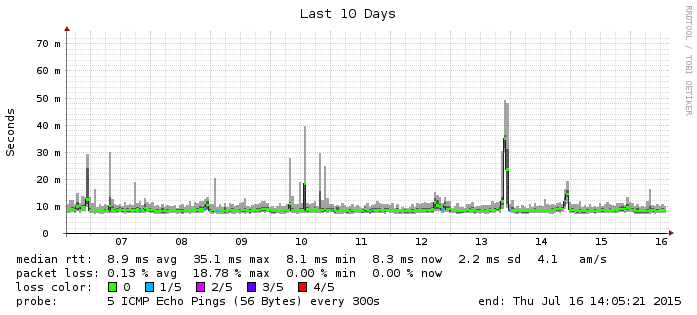 Last 10 Days
RRDTOOL / TOBI OETIKER
Seconds
70 m
60 m
50 m
40 m
30 m
20 m
10 m
0
07 08 09 10 11 12 13 14 15 16
median rtt: 8.9 ms avg 35.1 ms max 8.1 ms min 8.3 ms now 2.2 ms sd 4.1 am/s
packet loss: 0.13 % avg 18.78 % max 0.00 % min 0.00 % now
loss color: 0 1/5 2/5 3/5 4/5
probe: 5 ICMP Echo Pings (56 Bytes) every 300s end: Thu Jul 16 14:05:21 2015